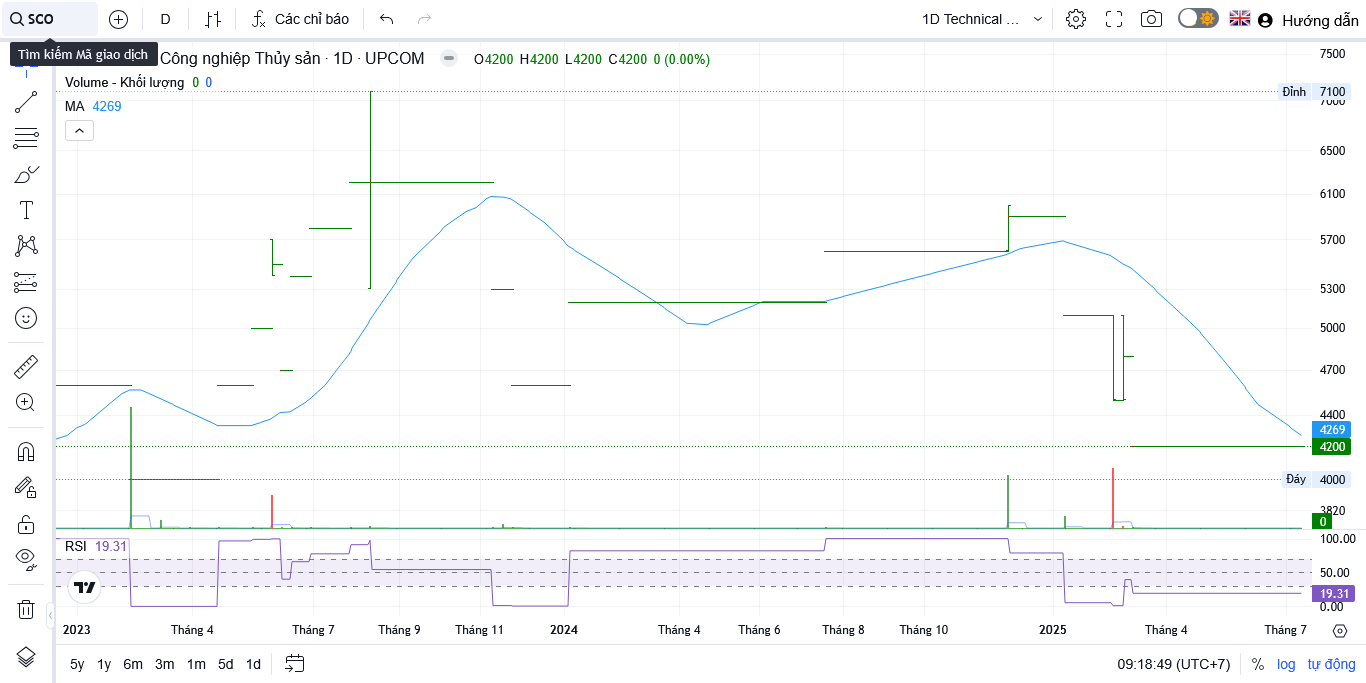 SCO D Các chỉ báo 1D Technical ... Hướng dẫn
Tìm kiếm Mã giao dịch
Công nghiệp Thủy sản · 1D · UPCOM O4200 H4200 L4200 C4200 0 (0.00%)
Volume - Khối lượng 0 0
MA 4269
7500
Đỉnh 7100
7000
6500
6100
5700
5300
5000
4700
4400
4269
4200
Đáy 4000
3820
0
RSI 19.31
100.00
50.00
19.31
0.00
2023 Tháng 4 Tháng 7 Tháng 9 Tháng 11 2024 Tháng 4 Tháng 6 Tháng 8 Tháng 10 2025 Tháng 4 Tháng 7
5y 1y 6m 3m 1m 5d 1d 09:18:49 (UTC+7) % log tự động